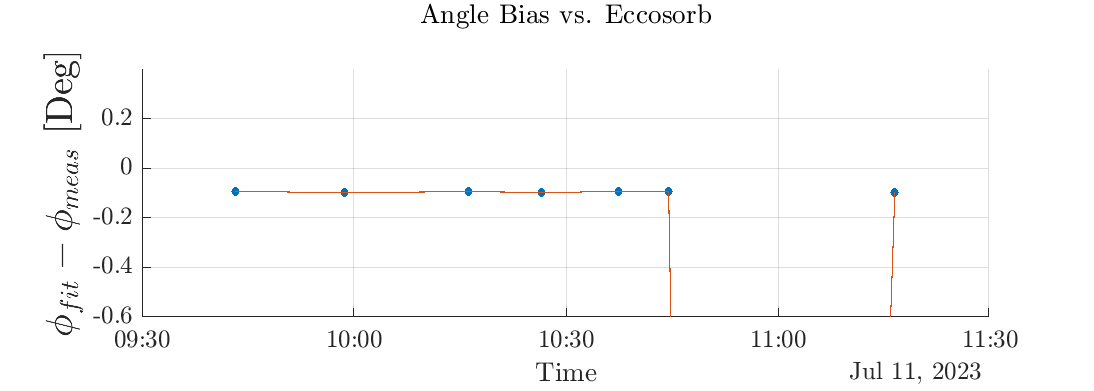 Angle Bias vs. Eccosorb
ϕ_fit − ϕ_meas [Deg]
0.2
0
-0.2
-0.4
-0.6
09:30 10:00 10:30 11:00 11:30
Time
Jul 11, 2023